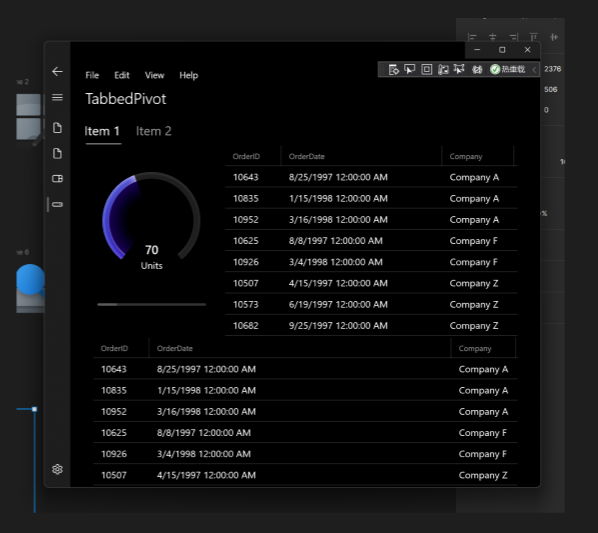 2376
热重载
File Edit View Help
506
TabbedPivot
0
Item 1 Item 2
OrderID OrderDate Company
10643 8/25/1997 12:00:00 AM Company A
10835 1/15/1998 12:00:00 AM Company A
10952 3/16/1998 12:00:00 AM Company A
10625 8/8/1997 12:00:00 AM Company F
10926 3/4/1998 12:00:00 AM Company F
10507 4/15/1997 12:00:00 AM Company Z
10573 6/19/1997 12:00:00 AM Company Z
10682 9/25/1997 12:00:00 AM Company Z
70
Units
OrderID OrderDate Company
10643 8/25/1997 12:00:00 AM Company A
10835 1/15/1998 12:00:00 AM Company A
10952 3/16/1998 12:00:00 AM Company A
10625 8/8/1997 12:00:00 AM Company F
10926 3/4/1998 12:00:00 AM Company F
10507 4/15/1997 12:00:00 AM Company Z